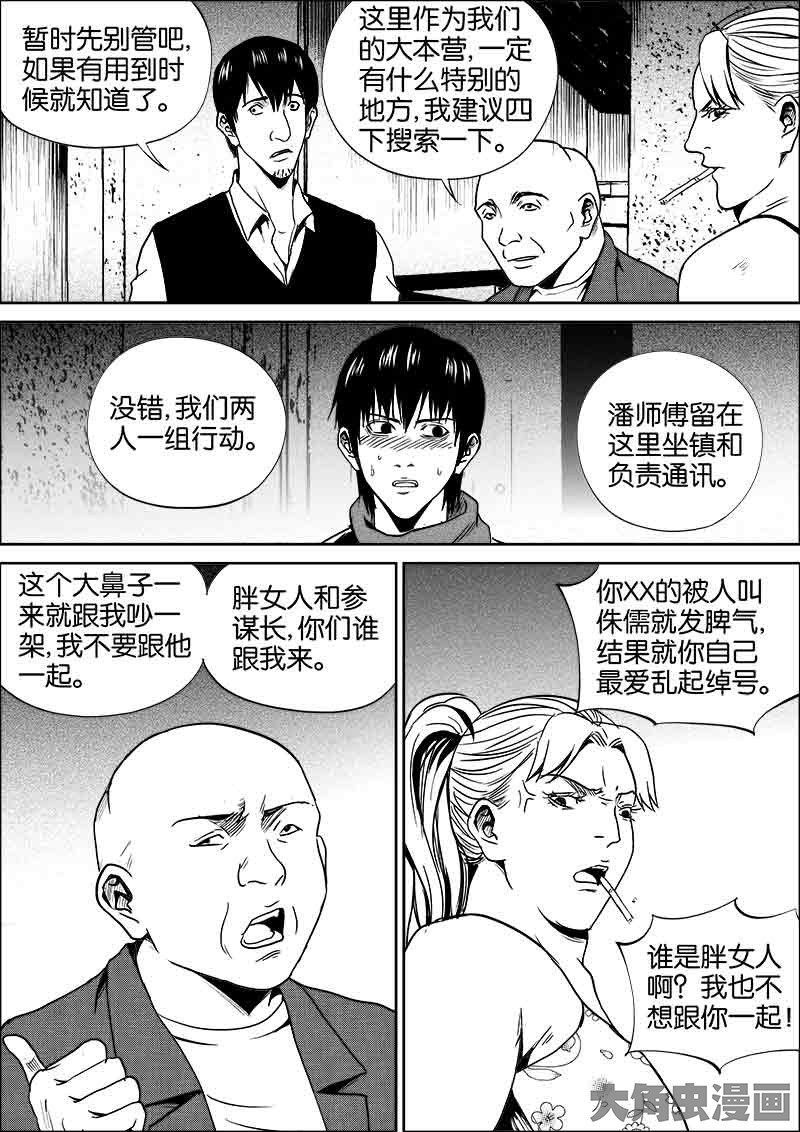 暂时先别管吧,
如果有用到时
候就知道了。
这里作为我们
的大本营,一定
有什么特别的
地方,我建议四
下搜索一下。
没错,我们两
人一组行动。
潘师傅留在
这里坐镇和
负责通讯。
这个大鼻子一
来就跟我吵一
架,我不要跟他
一起。
胖女人和参
谋长,你们谁
跟我来。
你XX的被人叫
侏儒就发脾气,
结果就你自己
最爱乱起绰号。
谁是胖女人
啊？我也不
想跟你一起!
大角虫漫画